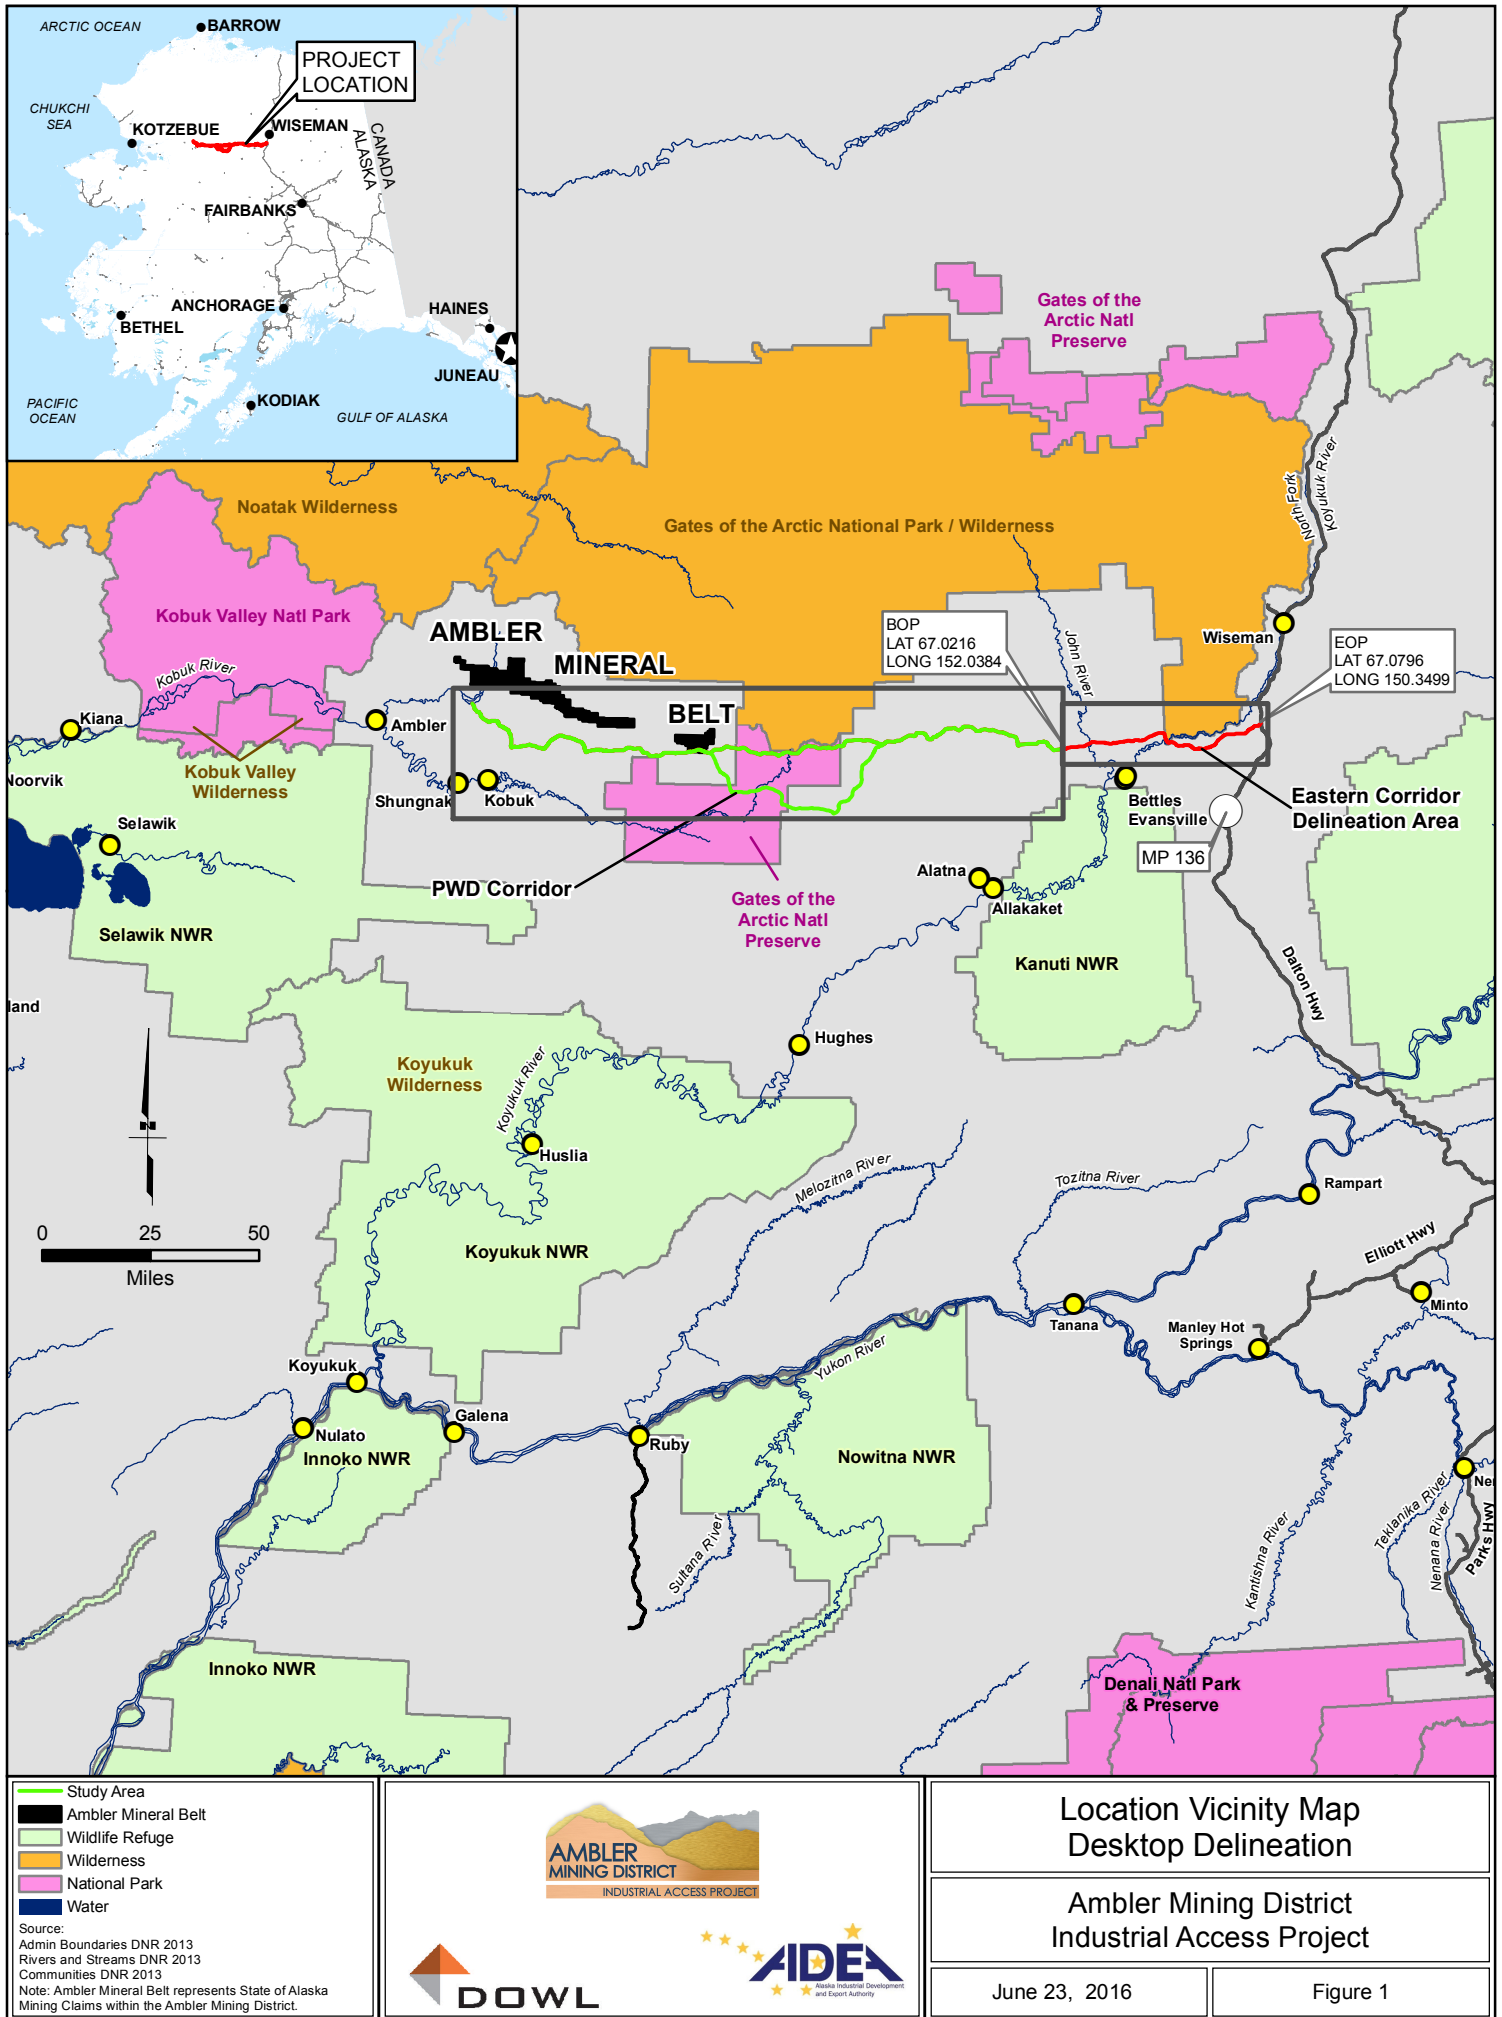 ARCTIC OCEAN
BARROW
PROJECT
LOCATION
CHUKCHI
SEA
KOTZEBUE
WISEMAN
CANADA
ALASKA
FAIRBANKS
ANCHORAGE
BETHEL
HAINES
JUNEAU
KODIAK
PACIFIC
OCEAN
GULF OF ALASKA
Gates of the
Arctic Natl
Preserve
Noatak Wilderness
Gates of the Arctic National Park / Wilderness
North Fork
Koyukuk River
Kobuk Valley Natl Park
Kobuk River
AMBLER
MINERAL
BELT
BOP
LAT 67.0216
LONG 152.0384
John River
Wiseman
EOP
LAT 67.0796
LONG 150.3499
Kiana
Ambler
Noorvik
Kobuk Valley
Wilderness
Shungnak
Kobuk
Bettles
Evansville
Eastern Corridor
Delineation Area
MP 136
Selawik
PWD Corridor
Alatna
Allakaket
Gates of the
Arctic Natl
Preserve
Selawik NWR
Kanuti NWR
Dalton Hwy
land
Hughes
Koyukuk
Wilderness
Koyukuk River
Huslia
Melozitna River
Tozitna River
Rampart
0 25 50
Miles
Koyukuk NWR
Elliott Hwy
Minto
Tanana
Manley Hot
Springs
Yukon River
Koyukuk
Galena
Nulato
Innoko NWR
Ruby
Nowitna NWR
Nen
Sultana River
Kantishna River
Teklanika River
Nenana River
Parks Hwy
Innoko NWR
Denali Natl Park
& Preserve
Study Area
Ambler Mineral Belt
Wildlife Refuge
Wilderness
National Park
Water
Source:
Admin Boundaries DNR 2013
Rivers and Streams DNR 2013
Communities DNR 2013
Note: Ambler Mineral Belt represents State of Alaska
Mining Claims within the Ambler Mining District.
AMBLER
MINING DISTRICT
INDUSTRIAL ACCESS PROJECT
DOWL
AIDEA
Alaska Industrial Development
and Export Authority
Location Vicinity Map
Desktop Delineation
Ambler Mining District
Industrial Access Project
June 23, 2016
Figure 1